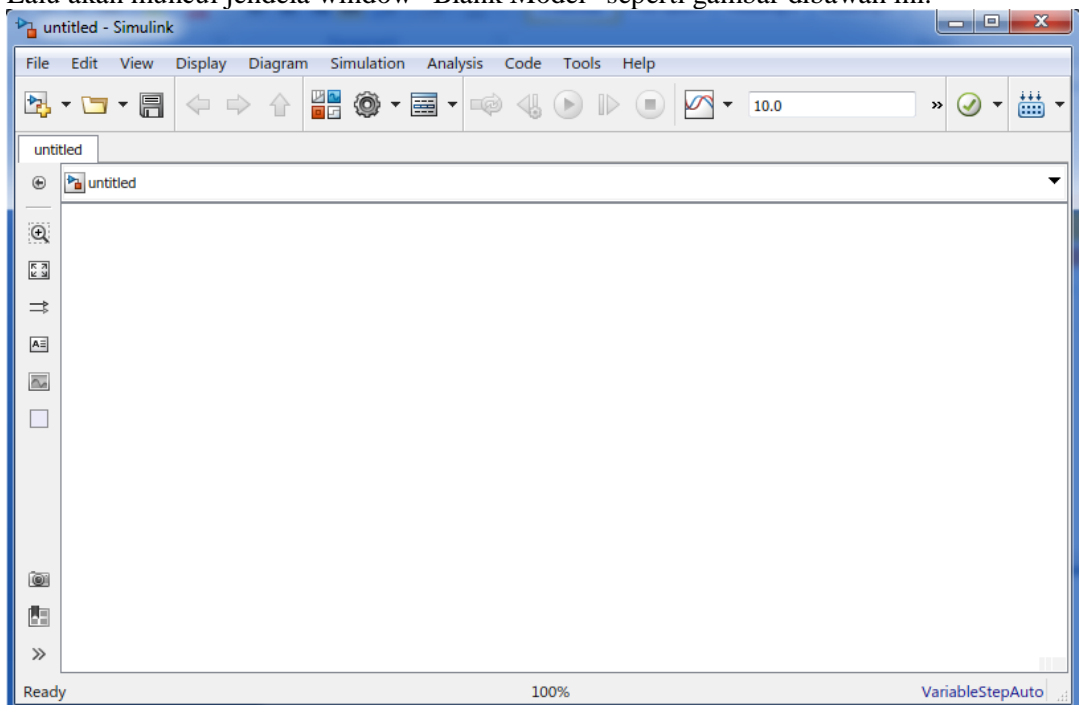 Lalu akan muncul jendela window "Blank Model" seperti gambar dibawah ini.
untitled - Simulink
File Edit View Display Diagram Simulation Analysis Code Tools Help
10.0 »
untitled
untitled
A
»
Ready 100% VariableStepAuto